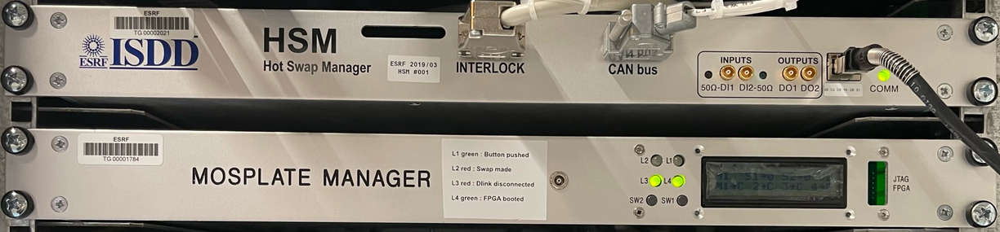 ESRF
TG 00002021
ESRF ISDD
HSM
Hot Swap Manager
ESRF 2019/03
HSM #001
INTERLOCK
CAN bus
INPUTS
OUTPUTS
50Ω-DI1 DI2-50Ω DO1 DO2
COMM
ESRF
TG 00001784
MOSPLATE MANAGER
L1 green : Button pushed
L2 red : Swap made
L3 red : Dlink disconnected
L4 green : FPGA booted
L2 L1
L3 L4
SW2 SW1
JTAG
FPGA